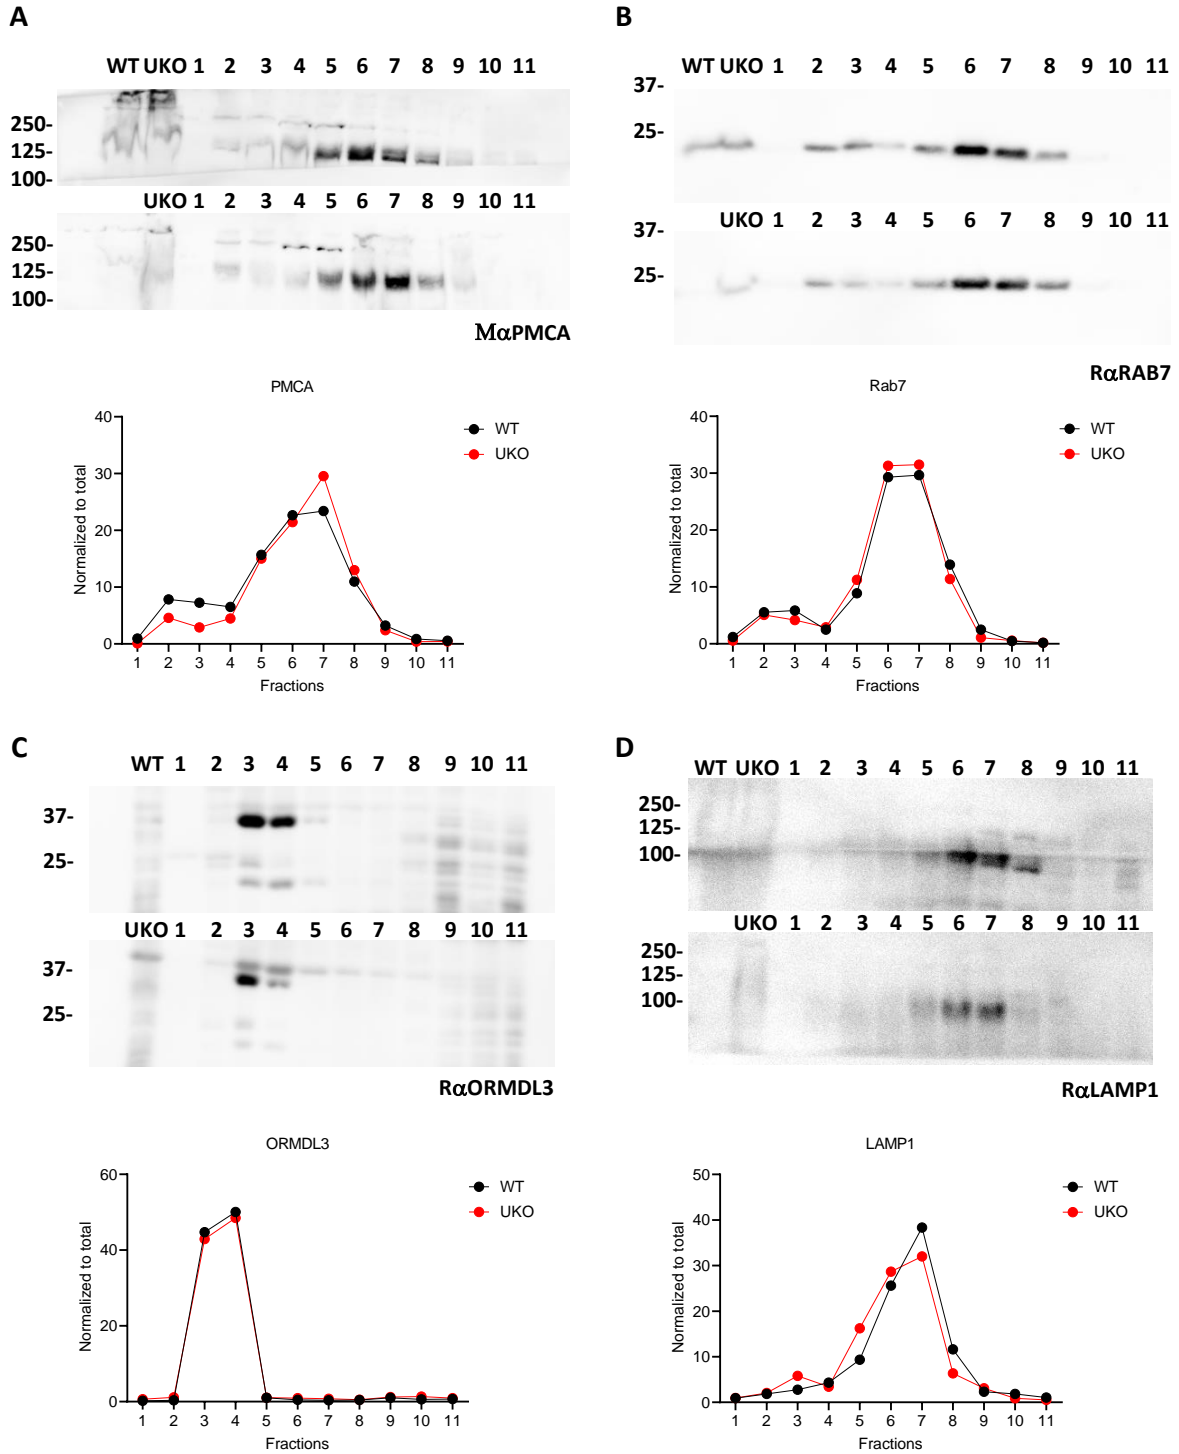 A
WT UKO 1 2 3 4 5 6 7 8 9 10 11
250-
125-
100-
UKO 1 2 3 4 5 6 7 8 9 10 11
250-
125-
100-
MαPMCA
PMCA
40
30
20
10
0
Normalized to total
1 2 3 4 5 6 7 8 9 10 11
Fractions
WT
UKO
B
WT UKO 1 2 3 4 5 6 7 8 9 10 11
37-
25-
UKO 1 2 3 4 5 6 7 8 9 10 11
37-
25-
RαRAB7
Rab7
40
30
20
10
0
Normalized to total
1 2 3 4 5 6 7 8 9 10 11
Fractions
WT
UKO
C
WT 1 2 3 4 5 6 7 8 9 10 11
37-
25-
UKO 1 2 3 4 5 6 7 8 9 10 11
37-
25-
RαORMDL3
ORMDL3
60
40
20
0
Normalized to total
1 2 3 4 5 6 7 8 9 10 11
Fractions
WT
UKO
D
WT UKO 1 2 3 4 5 6 7 8 9 10 11
250-
125-
100-
UKO 1 2 3 4 5 6 7 8 9 10 11
250-
125-
100-
RαLAMP1
LAMP1
50
40
30
20
10
0
Normalized to total
1 2 3 4 5 6 7 8 9 10 11
Fractions
WT
UKO